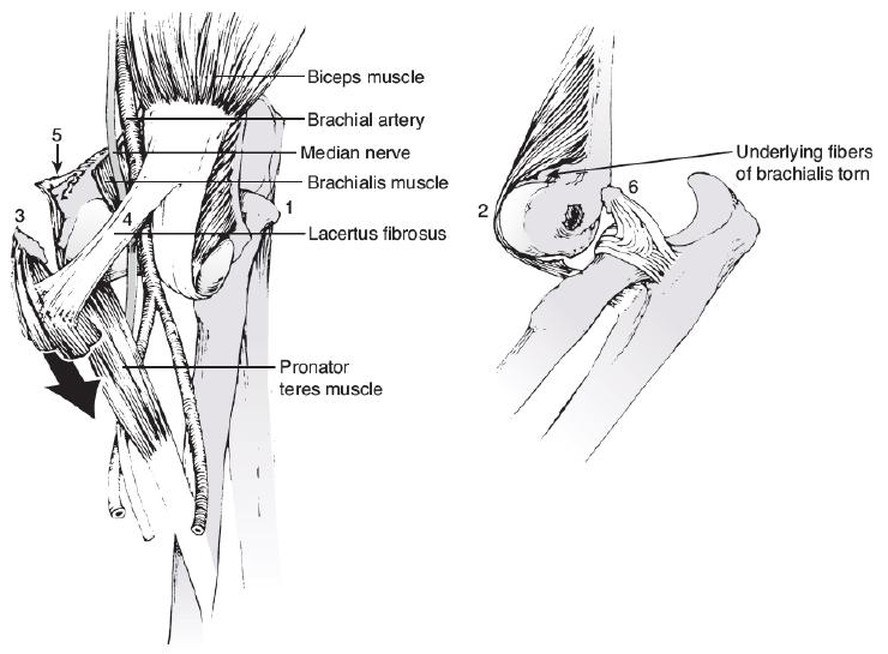 Biceps muscle
Brachial artery
Median nerve
Brachialis muscle
Lacertus fibrosus
Pronator
teres muscle
5
3
4
1
Underlying fibers
of brachialis torn
2
6